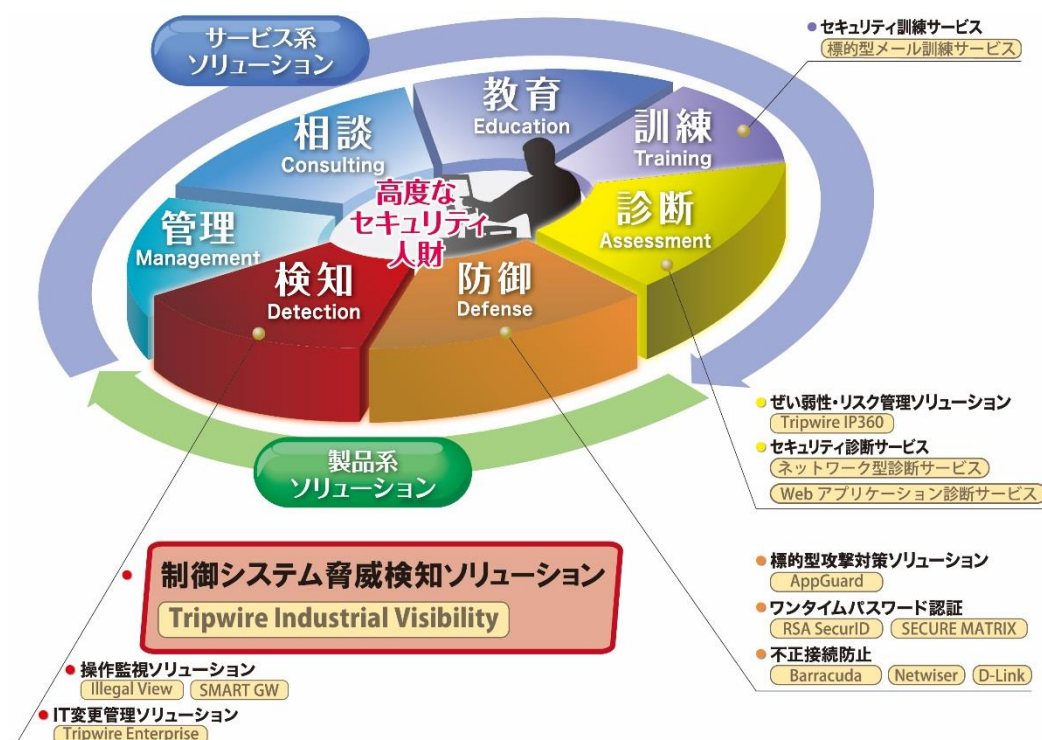 サービス系
ソリューション
セキュリティ訓練サービス
標的型メール訓練サービス
教育
Education
相談
Consulting
訓練
Training
高度な
セキュリティ
人財
管理
Management
診断
Assessment
検知
Detection
防御
Defense
製品系
ソリューション
ぜい弱性・リスク管理ソリューション
Tripwire IP360
セキュリティ診断サービス
ネットワーク型診断サービス
Web アプリケーション診断サービス
制御システム脅威検知ソリューション
Tripwire Industrial Visibility
標的型攻撃対策ソリューション
AppGuard
ワンタイムパスワード認証
RSA SecurID SECURE MATRIX
不正接続防止
Barracuda Netwiser D-Link
操作監視ソリューション
Illegal View SMART GW
IT変更管理ソリューション
Tripwire Enterprise